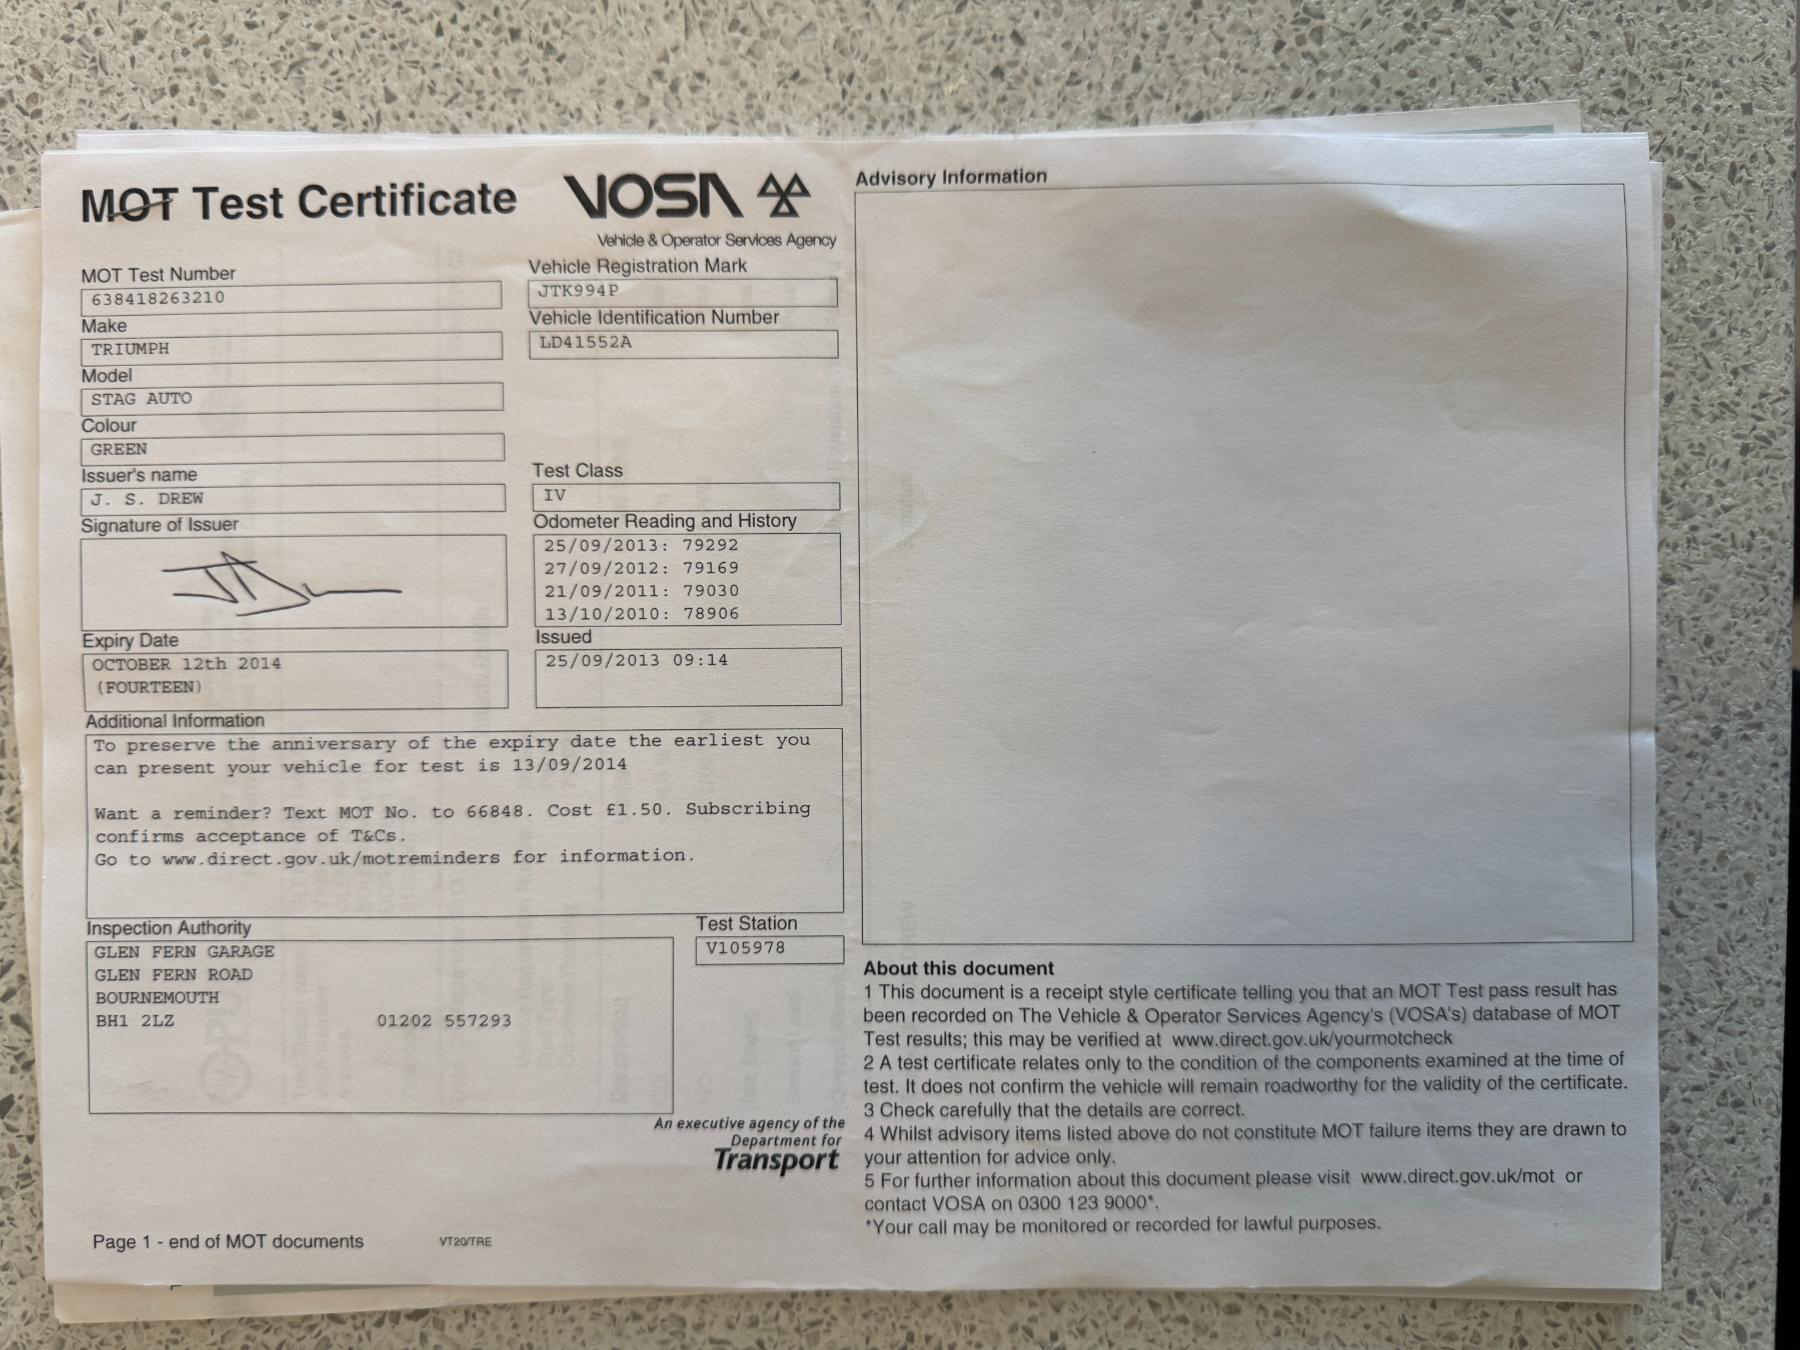 MOT Test Certificate
VOSA
Vehicle & Operator Services Agency
MOT Test Number
638418263210
Vehicle Registration Mark
JTK994P
Make
TRIUMPH
Vehicle Identification Number
LD41552A
Model
STAG AUTO
Colour
GREEN
Issuer's name
J. S. DREW
Test Class
IV
Signature of Issuer
Odometer Reading and History
25/09/2013: 79292
27/09/2012: 79169
21/09/2011: 79030
13/10/2010: 78906
Expiry Date
OCTOBER 12th 2014
(FOURTEEN)
Issued
25/09/2013 09:14
Additional Information
To preserve the anniversary of the expiry date the earliest you
can present your vehicle for test is 13/09/2014
Want a reminder? Text MOT No. to 66848. Cost £1.50. Subscribing
confirms acceptance of T&Cs.
Go to www.direct.gov.uk/motreminders for information.
Inspection Authority
GLEN FERN GARAGE
GLEN FERN ROAD
BOURNEMOUTH
BH1 2LZ 01202 557293
Test Station
V105978
An executive agency of the
Department for
Transport
Page 1 - end of MOT documents
VT20/TRE
Advisory Information
About this document
1 This document is a receipt style certificate telling you that an MOT Test pass result has
been recorded on The Vehicle & Operator Services Agency's (VOSA's) database of MOT
Test results; this may be verified at www.direct.gov.uk/yourmotcheck
2 A test certificate relates only to the condition of the components examined at the time of
test. It does not confirm the vehicle will remain roadworthy for the validity of the certificate.
3 Check carefully that the details are correct.
4 Whilst advisory items listed above do not constitute MOT failure items they are drawn to
your attention for advice only.
5 For further information about this document please visit www.direct.gov.uk/mot or
contact VOSA on 0300 123 9000*.
*Your call may be monitored or recorded for lawful purposes.